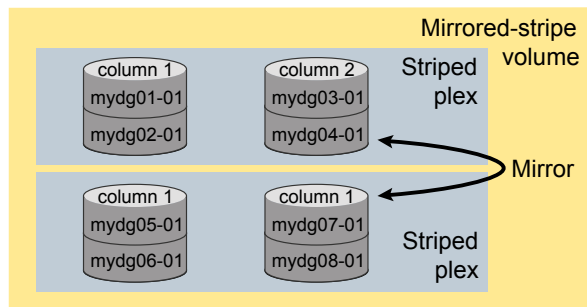 Mirrored-stripe
volume
column 1
mydg01-01
mydg02-01
column 2
mydg03-01
mydg04-01
Striped
plex
Mirror
column 1
mydg05-01
mydg06-01
column 1
mydg07-01
mydg08-01
Striped
plex